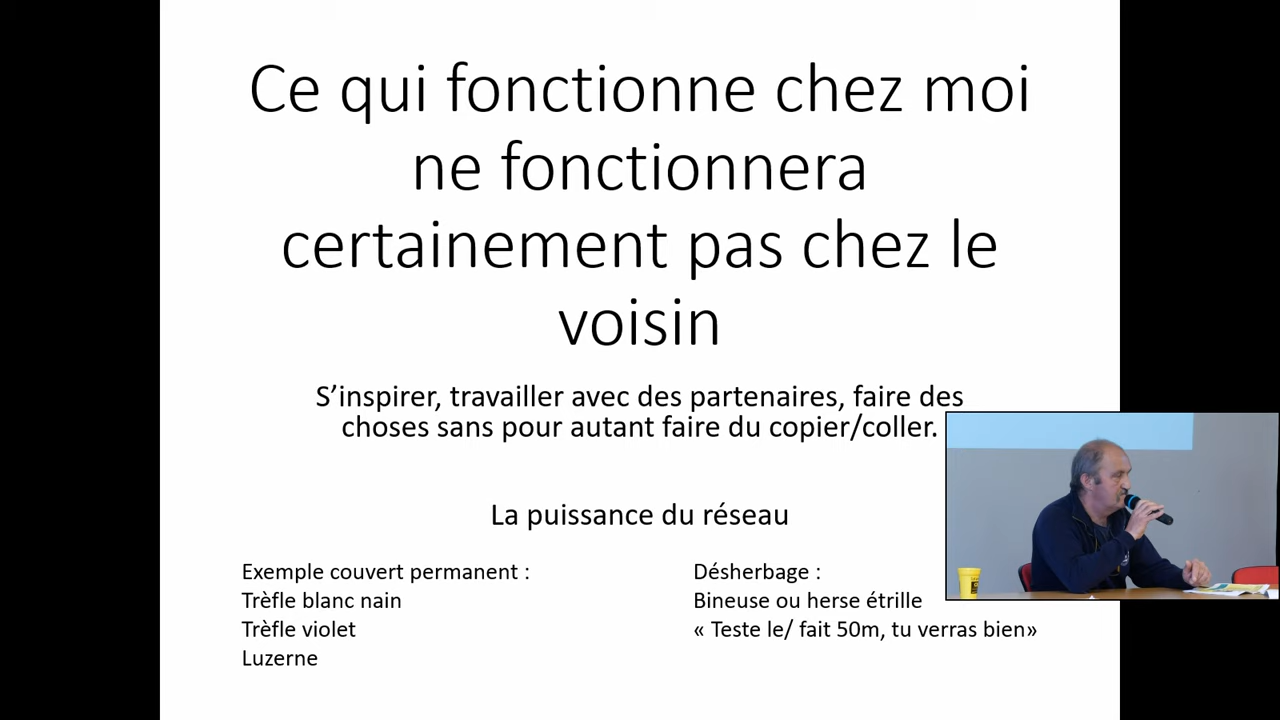 Ce qui fonctionne chez moi
ne fonctionnera
certainement pas chez le
voisin
S’inspirer, travailler avec des partenaires, faire des
choses sans pour autant faire du copier/coller.
La puissance du réseau
Exemple couvert permanent :
Trèfle blanc nain
Trèfle violet
Luzerne
Désherbage :
Bineuse ou herse étrille
« Teste le/ fait 50m, tu verras bien»